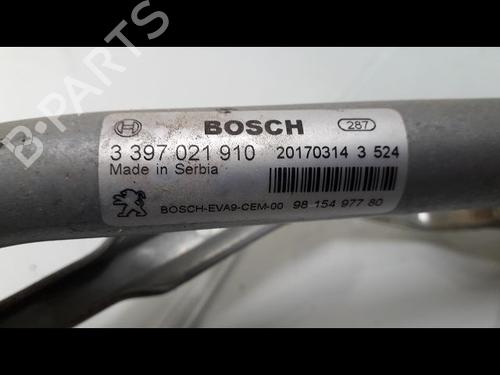 BOSCH 287
3 397 021 910 20170314 3 524
Made in Serbia
BOSCH-EVA9-CEM-00 98 154 977 80
B-PARTS